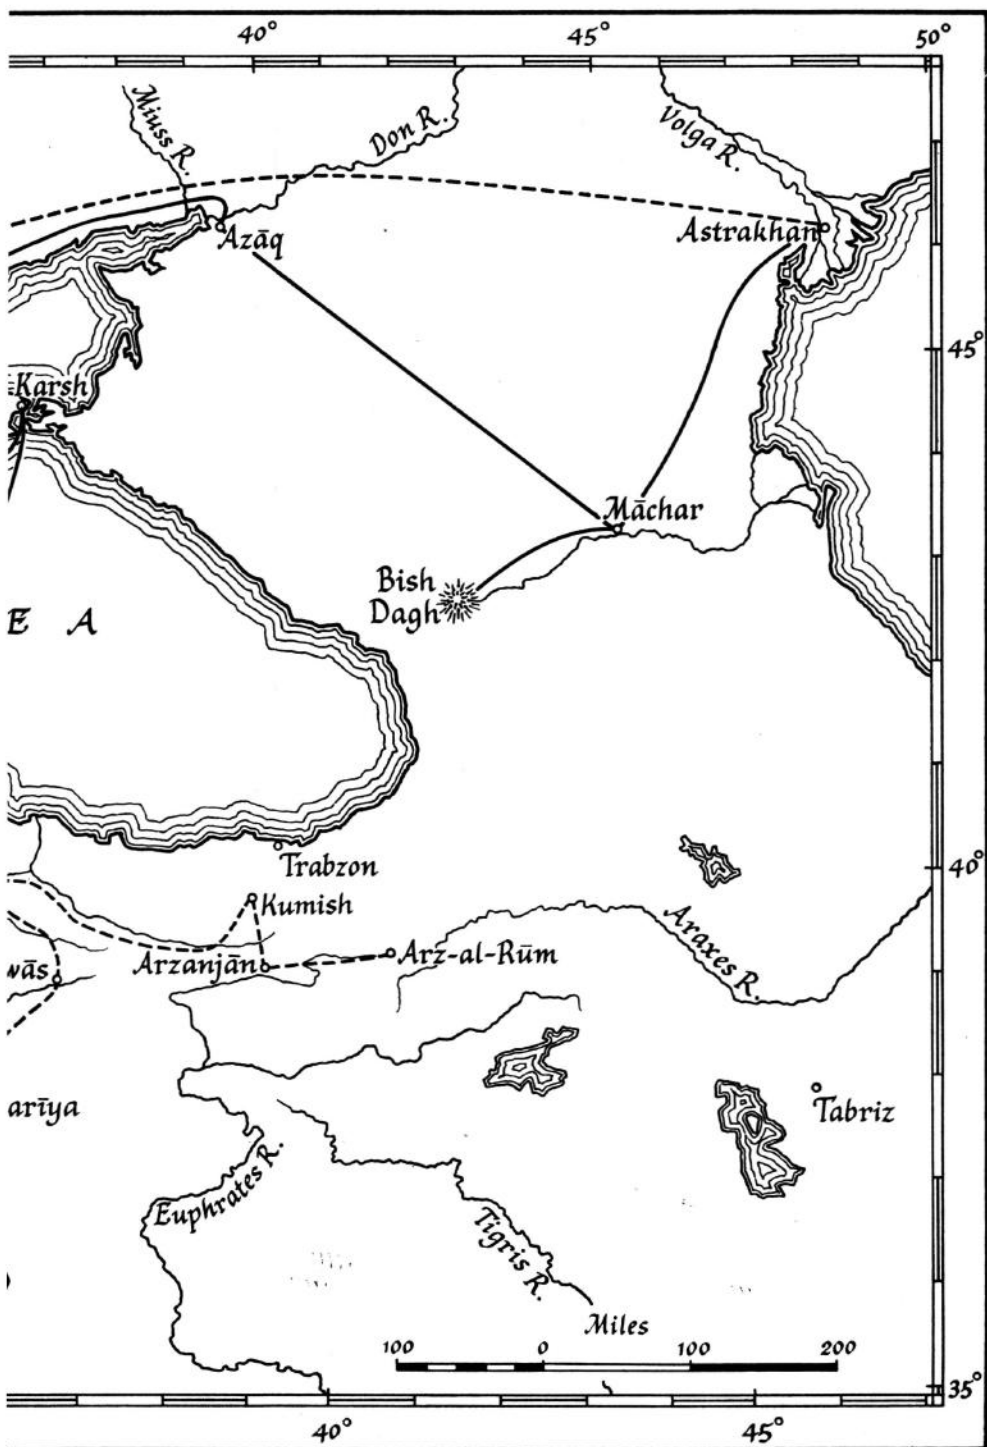 40°
45°
50°
Miuss R.
Don R.
Volga R.
Azāq
Astrakhan
45°
Karsh
Māchar
Bish
Dagh
E A
Trabzon
40°
Kumish
Araxes R.
wās
Arzanjān
Arz-al-Rūm
arīya
Tabriz
Euphrates R.
Tigris R.
Miles
100 0 100 200
35°
40°
45°